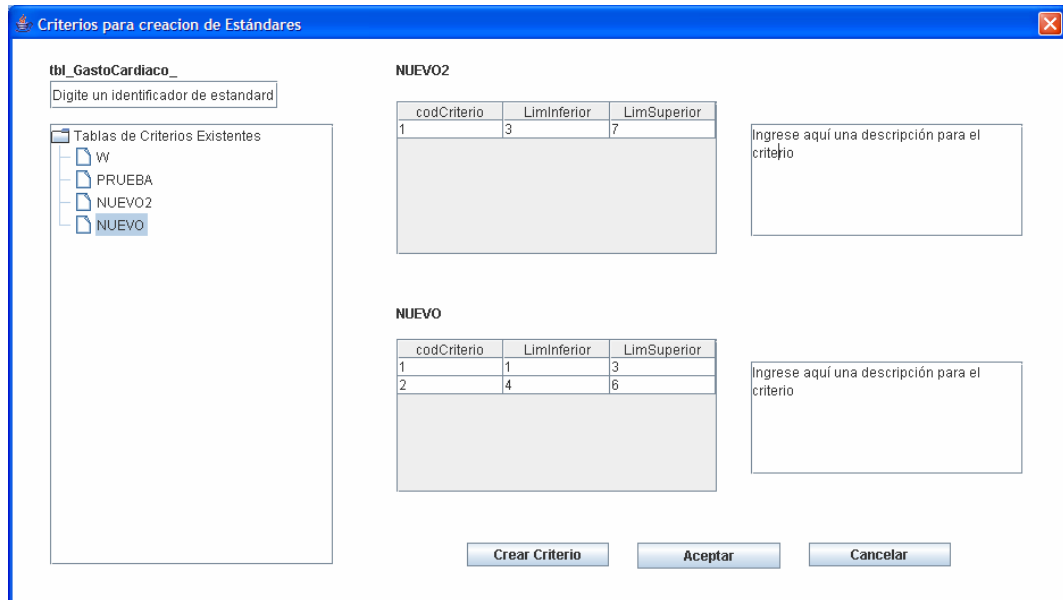 Criterios para creacion de Estándares
tbl_GastoCardiaco_
Digite un identificador de estandard
Tablas de Criterios Existentes
W
PRUEBA
NUEVO2
NUEVO
NUEVO2
codCriterio LimInferior LimSuperior
1 3 7
Ingrese aquí una descripción para el
criterio
NUEVO
codCriterio LimInferior LimSuperior
1 1 3
2 4 6
Ingrese aquí una descripción para el
criterio
Crear Criterio Aceptar Cancelar